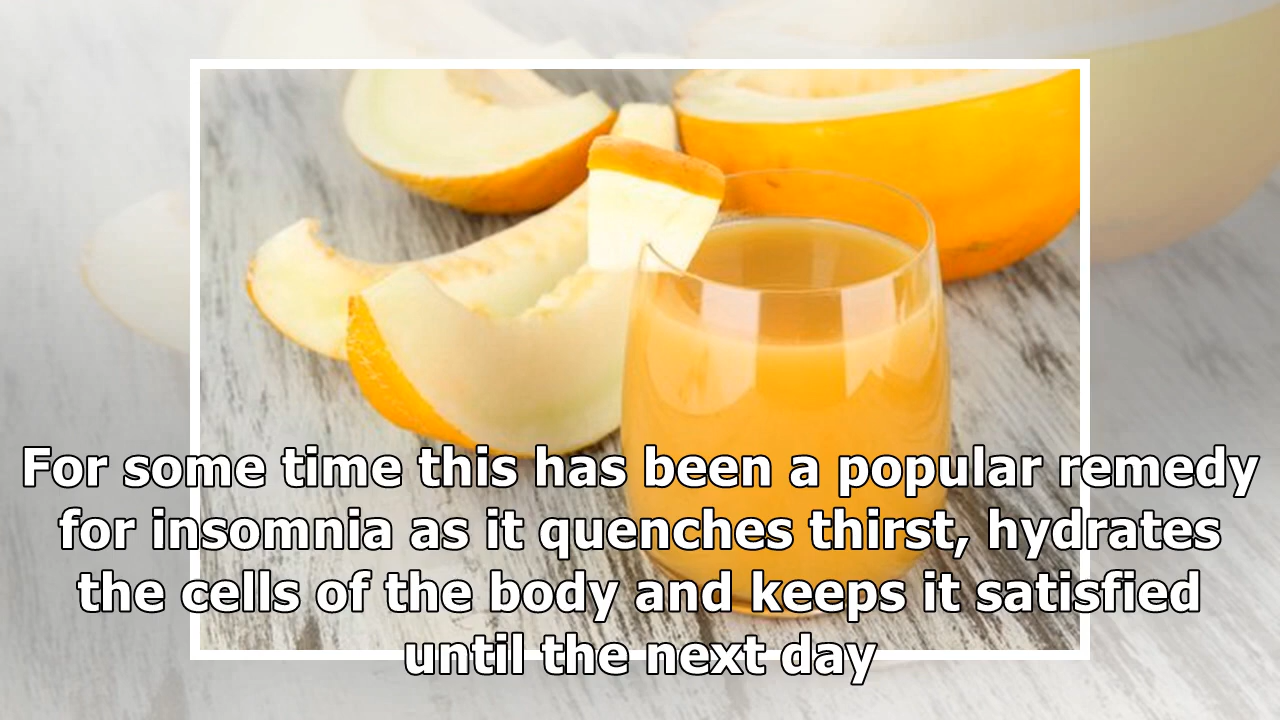 For some time this has been a popular remedy
for insomnia as it quenches thirst, hydrates
the cells of the body and keeps it satisfied
until the next day